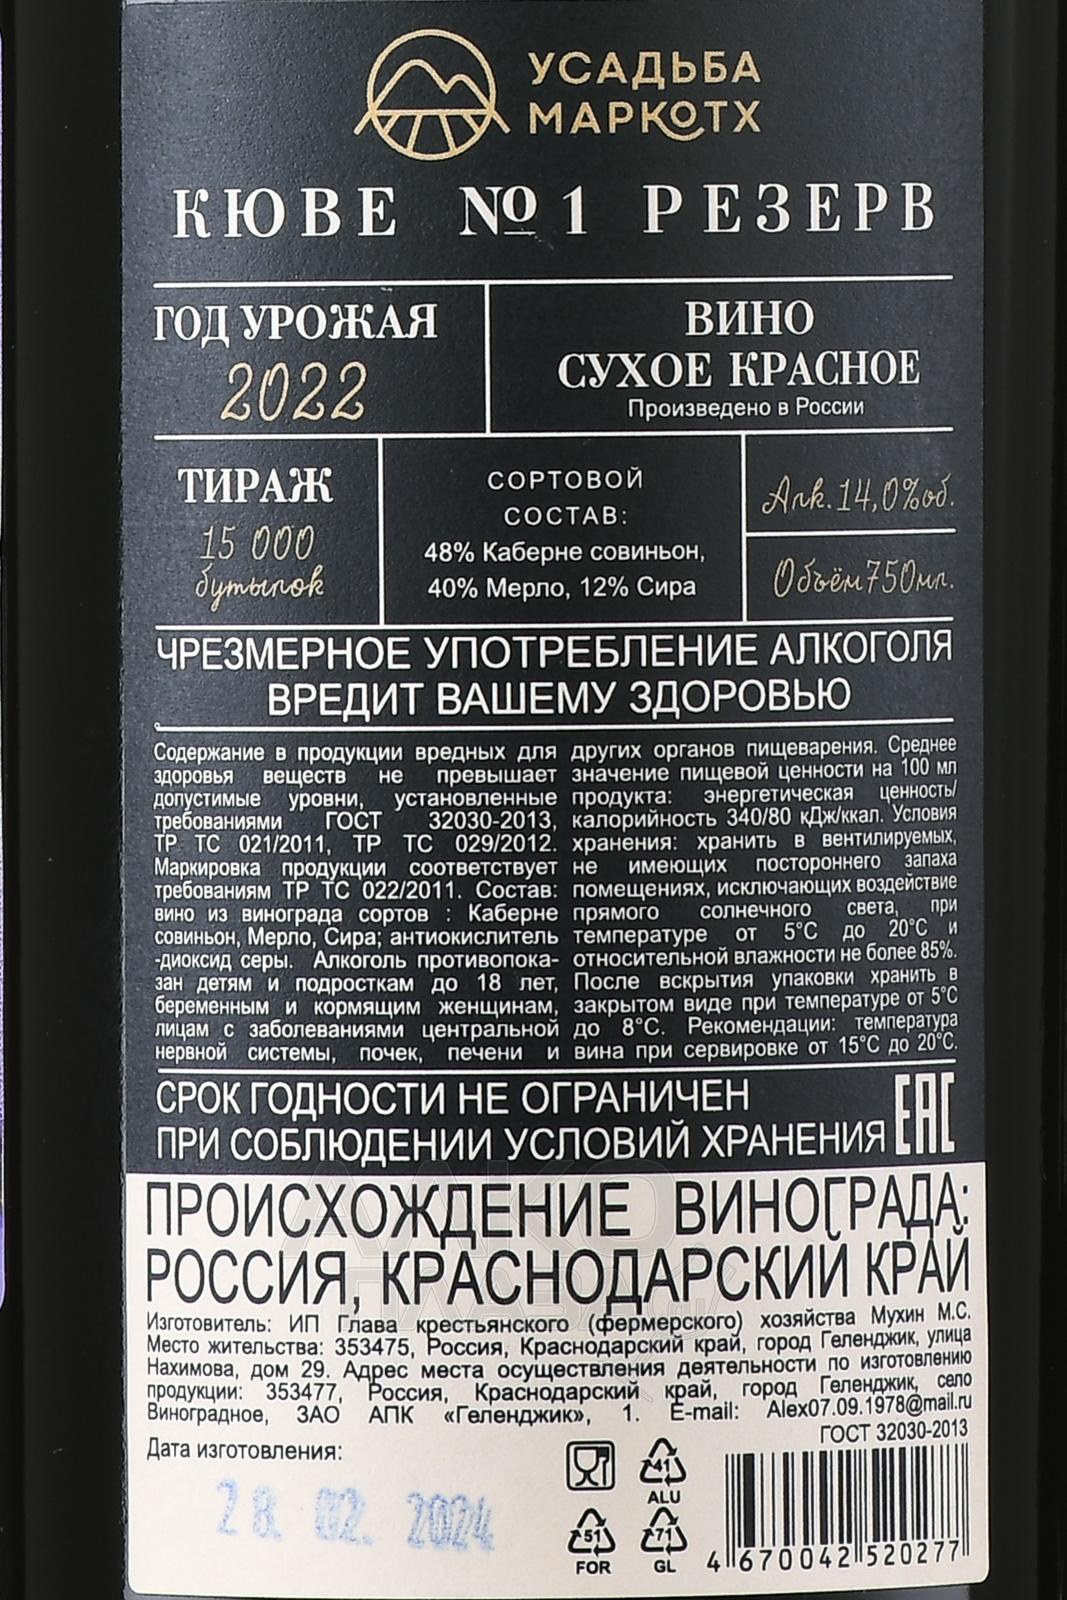 УСАДЬБА
МАРКОТХ
КЮВЕ №1 РЕЗЕРВ
ГОД УРОЖАЯ
2022
ВИНО
СУХОЕ КРАСНОЕ
Произведено в России
ТИРАЖ
15 000
бутылок
СОРТОВОЙ
СОСТАВ:
48% Каберне совиньон,
40% Мерло, 12% Сира
Алк. 14,0%об.
Объём 750мл.
ЧРЕЗМЕРНОЕ УПОТРЕБЛЕНИЕ АЛКОГОЛЯ
ВРЕДИТ ВАШЕМУ ЗДОРОВЬЮ
Содержание в продукции вредных для
здоровья веществ не превышает
допустимые уровни, установленные
требованиями ГОСТ 32030-2013,
ТР ТС 021/2011, ТР ТС 029/2012.
Маркировка продукции соответствует
требованиям ТР ТС 022/2011. Состав:
вино из винограда сортов : Каберне
совиньон, Мерло, Сира; антиокислитель
-диоксид серы. Алкоголь противопока-
зан детям и подросткам до 18 лет,
беременным и кормящим женщинам,
лицам с заболеваниями центральной
нервной системы, почек, печени и
других органов пищеварения. Среднее
значение пищевой ценности на 100 мл
продукта: энергетическая ценность/
калорийность 340/80 кДж/ккал. Условия
хранения: хранить в вентилируемых,
не имеющих постороннего запаха
помещениях, исключающих воздействие
прямого солнечного света, при
температуре от 5°С до 20°С и
относительной влажности не более 85%.
После вскрытия упаковки хранить в
закрытом виде при температуре от 5°С
до 8°С. Рекомендации: температура
вина при сервировке от 15°С до 20°С.
СРОК ГОДНОСТИ НЕ ОГРАНИЧЕН
ПРИ СОБЛЮДЕНИИ УСЛОВИЙ ХРАНЕНИЯ
EAC
ПРОИСХОЖДЕНИЕ ВИНОГРАДА:
РОССИЯ, КРАСНОДАРСКИЙ КРАЙ
Изготовитель: ИП Глава крестьянского (фермерского) хозяйства Мухин М.С.
Место жительства: 353475, Россия, Краснодарский край, город Геленджик, улица
Нахимова, дом 29. Адрес места осуществления деятельности по изготовлению
продукции: 353477, Россия, Краснодарский край, город Геленджик, село
Виноградное, ЗАО АПК «Геленджик», 1. E-mail: Alex07.09.1978@mail.ru
ГОСТ 32030-2013
Дата изготовления:
28. 02. 2024
41
ALU
51
FOR
71
GL
4 670042 520277